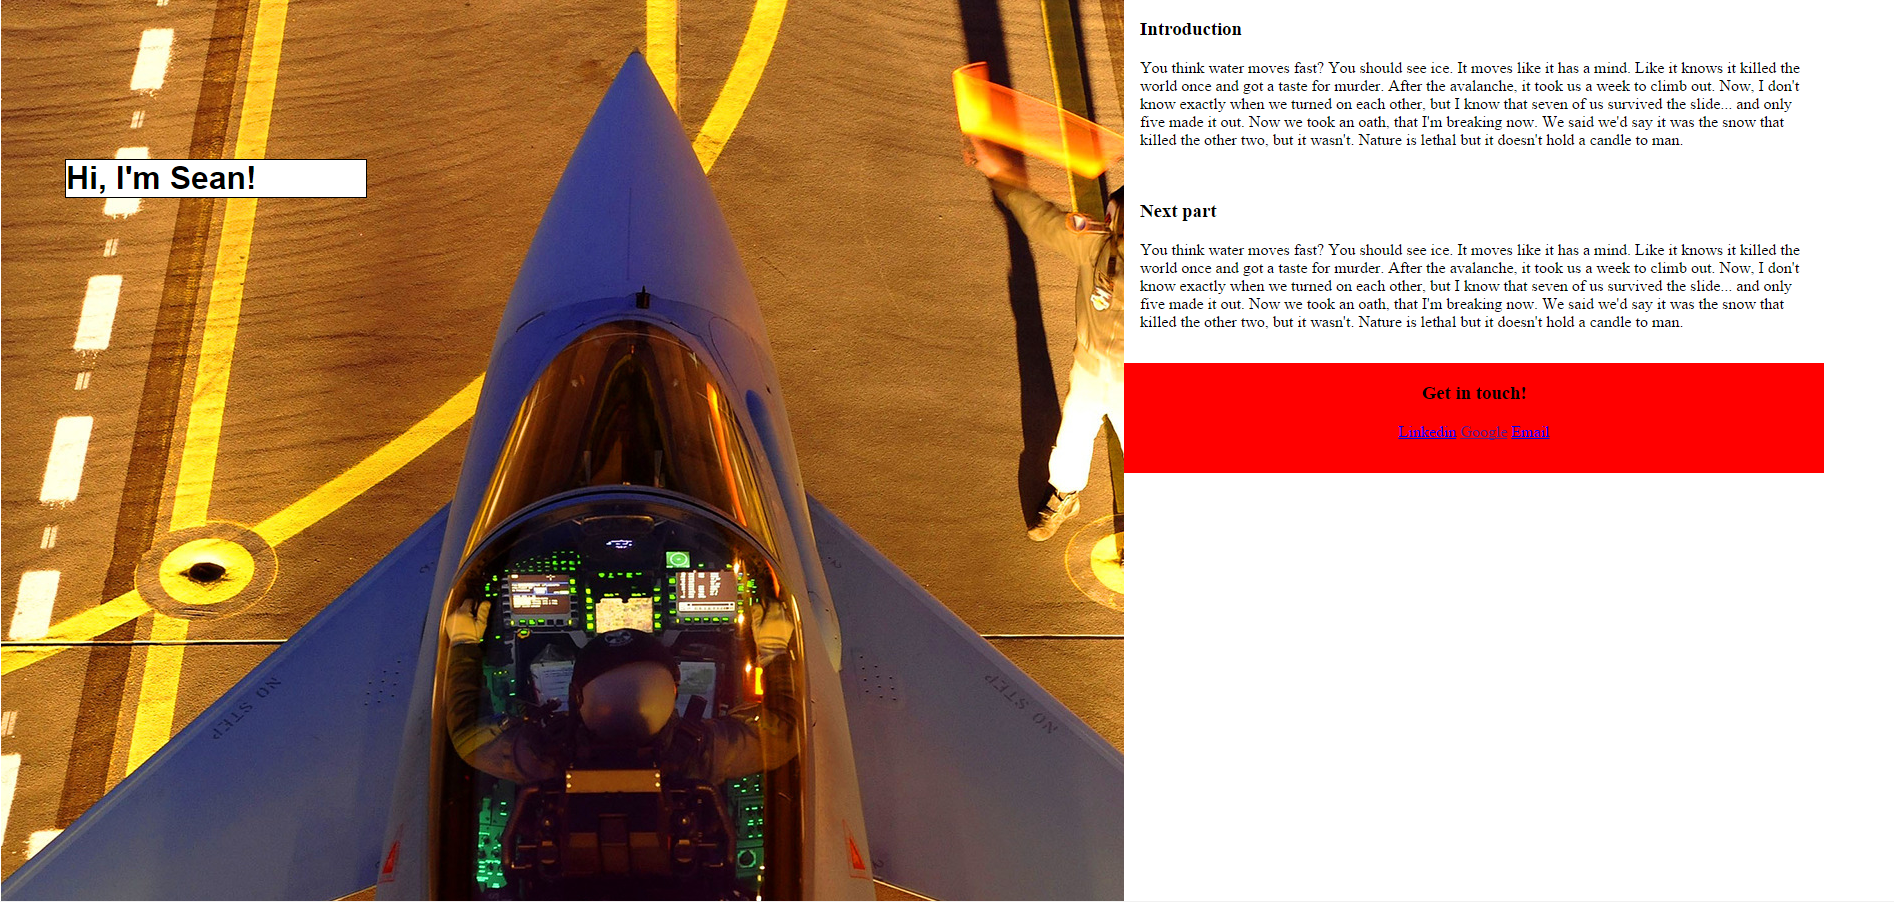 Hi, I'm Sean!
Introduction
You think water moves fast? You should see ice. It moves like it has a mind. Like it knows it killed the
world once and got a taste for murder. After the avalanche, it took us a week to climb out. Now, I don't
know exactly when we turned on each other, but I know that seven of us survived the slide... and only
five made it out. Now we took an oath, that I'm breaking now. We said we'd say it was the snow that
killed the other two, but it wasn't. Nature is lethal but it doesn't hold a candle to man.
Next part
You think water moves fast? You should see ice. It moves like it has a mind. Like it knows it killed the
world once and got a taste for murder. After the avalanche, it took us a week to climb out. Now, I don't
know exactly when we turned on each other, but I know that seven of us survived the slide... and only
five made it out. Now we took an oath, that I'm breaking now. We said we'd say it was the snow that
killed the other two, but it wasn't. Nature is lethal but it doesn't hold a candle to man.
Get in touch!
Linkedin Google Email
NO STEP
NO STEP